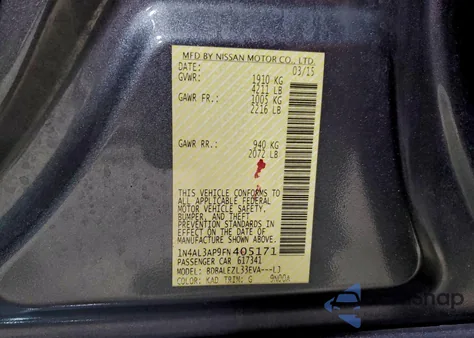 MFD BY NISSAN MOTOR CO., LTD.
DATE: 03/15
GVWR: 1910 KG
4211 LB
GAWR FR.: 1005 KG
2216 LB
GAWR RR.: 940 KG
2072 LB
THIS VEHICLE CONFORMS TO
ALL APPLICABLE FEDERAL
MOTOR VEHICLE SAFETY,
BUMPER, AND THEFT
PREVENTION STANDARDS IN
EFFECT ON THE DATE OF
MANUFACTURE SHOWN ABOVE.
1N4AL3AP9FN405171
PASSENGER CAR 617341
MODEL: BDRALEZL33EVA---LJ
COLOR: KAD TRIM: G 9N00A